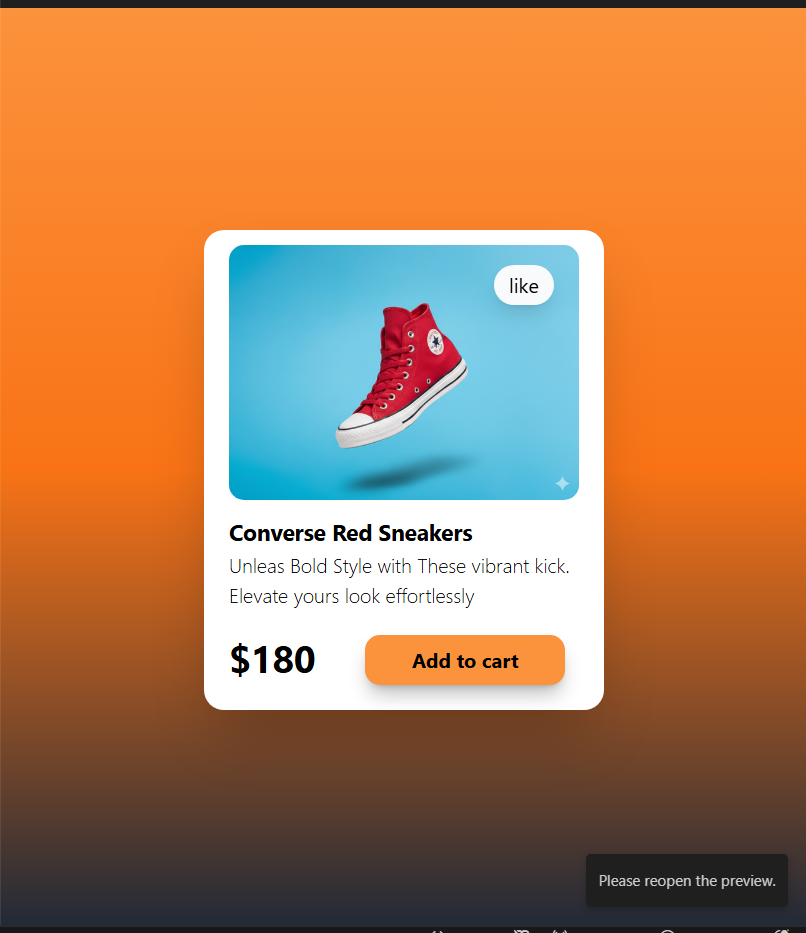 like
Converse Red Sneakers
Unleas Bold Style with These vibrant kick.
Elevate yours look effortlessly
$180
Add to cart
Please reopen the preview.